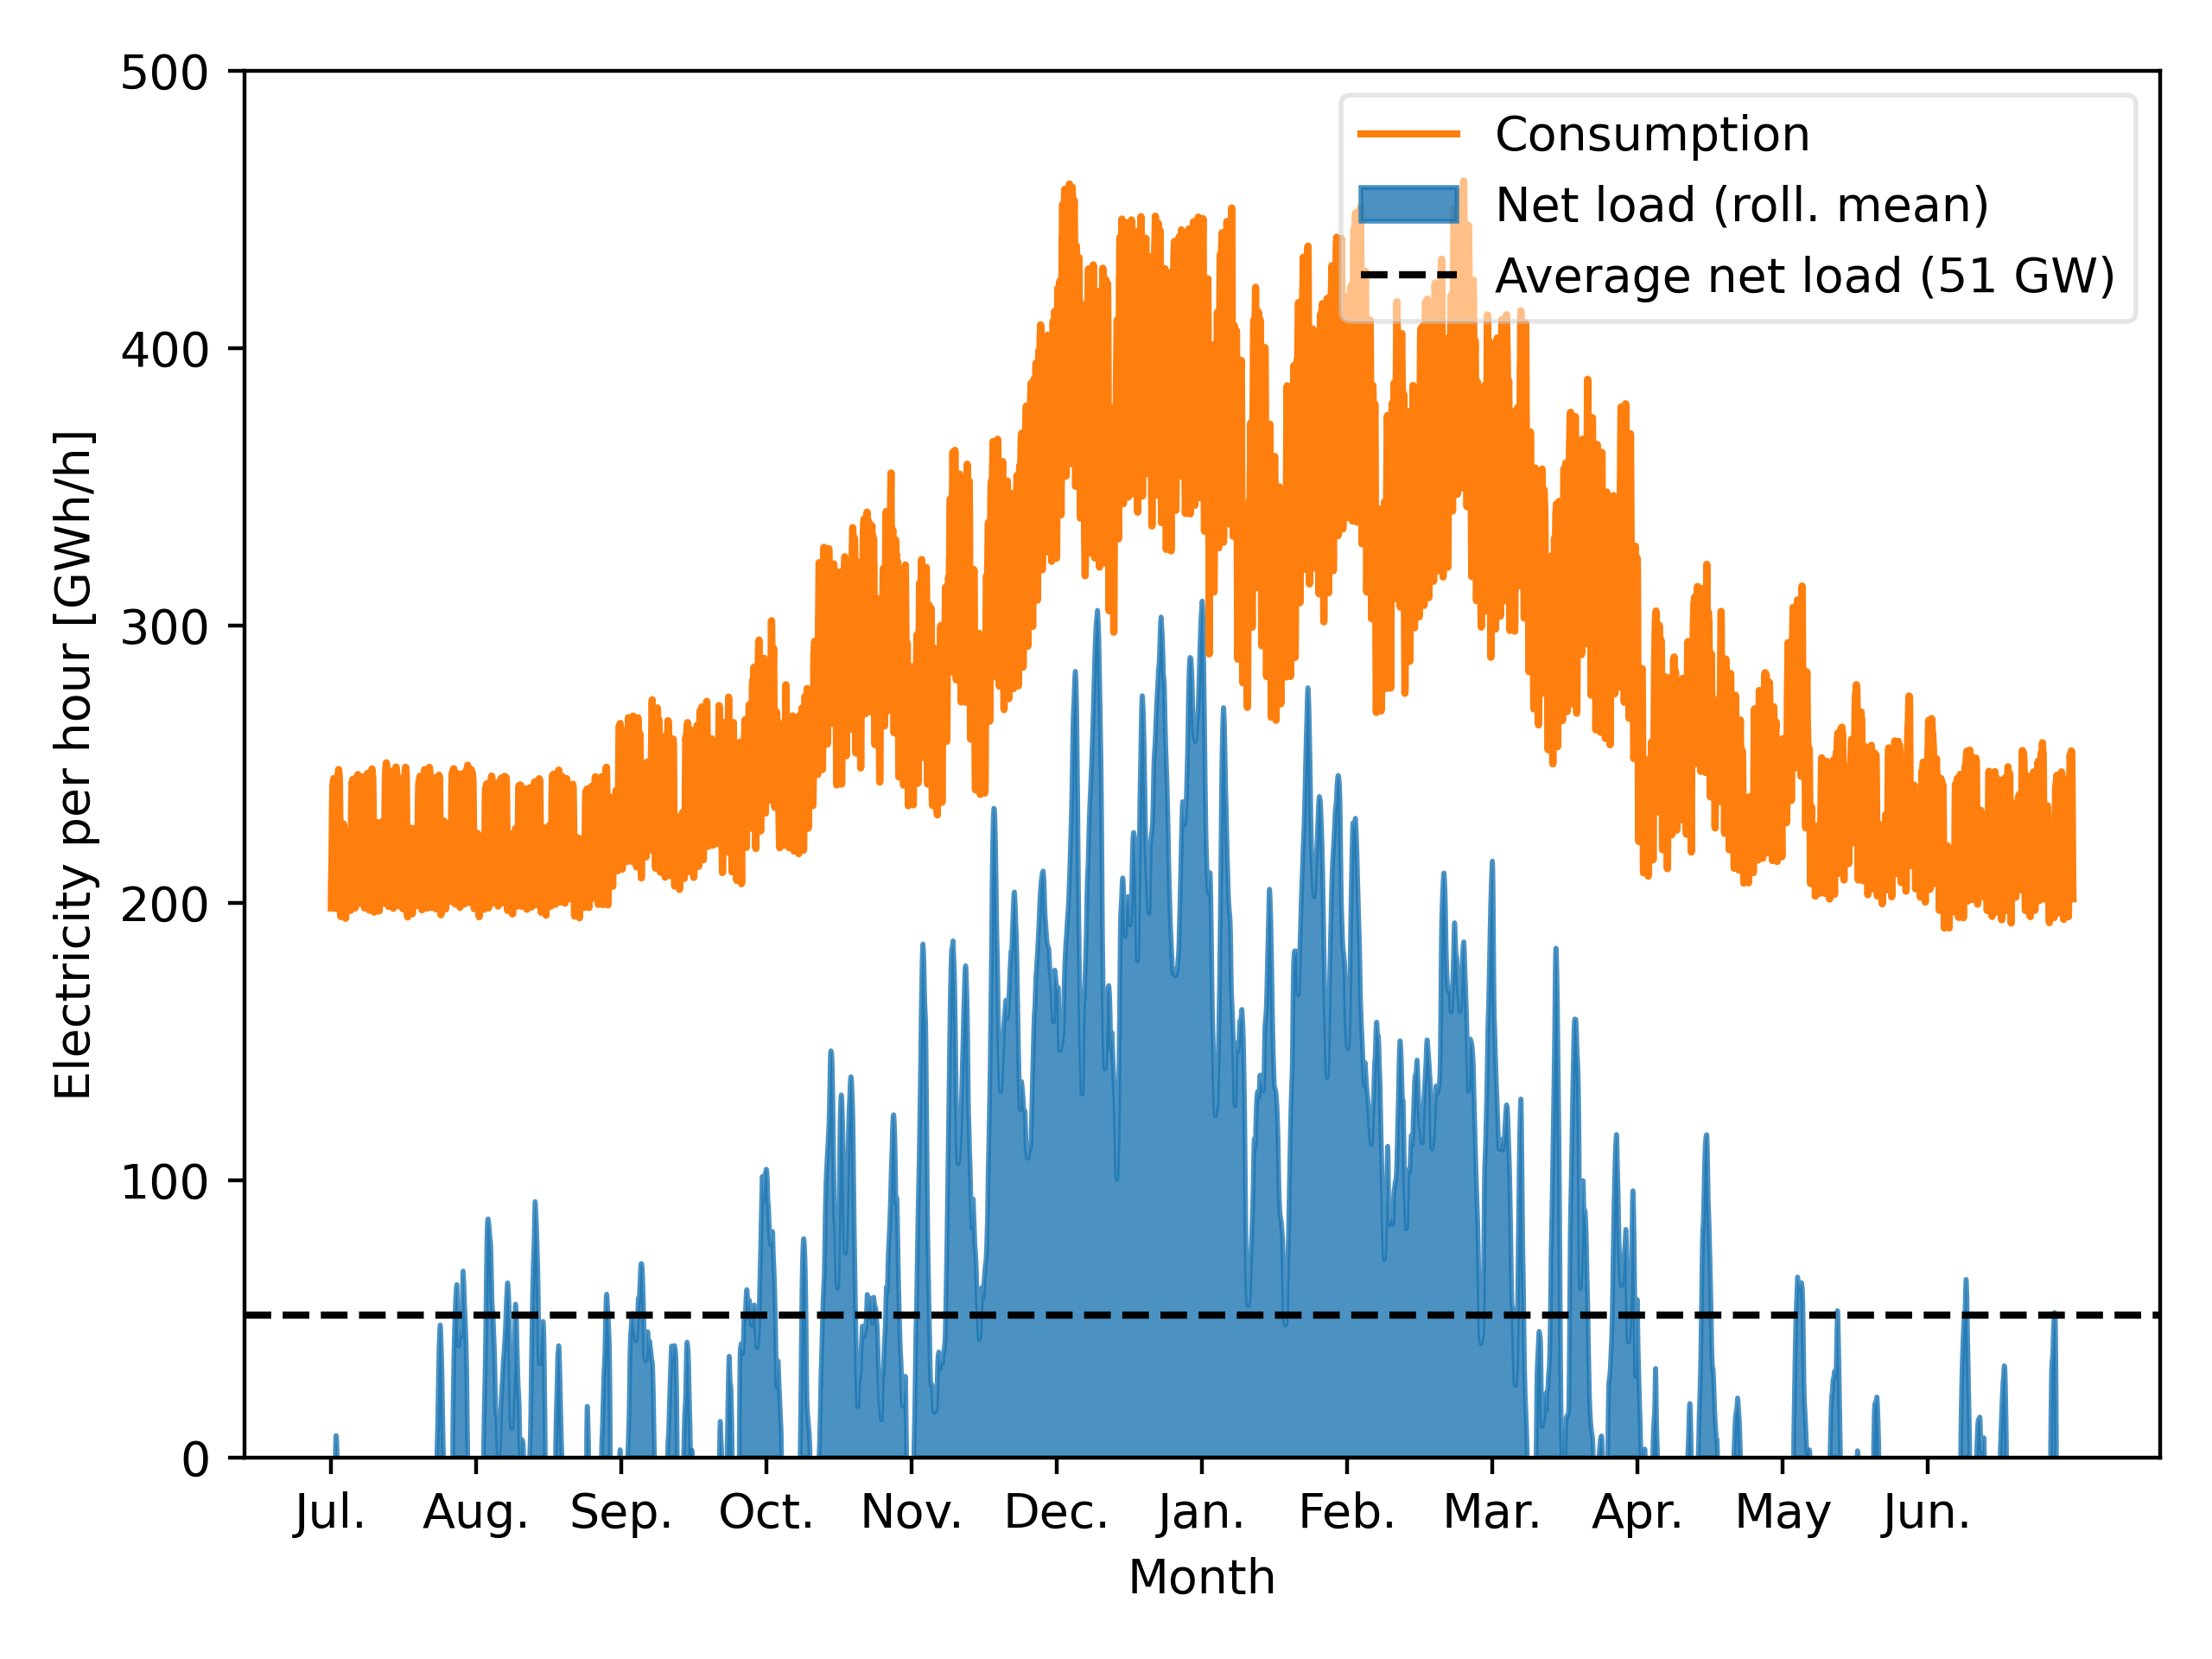 500
400
300
200
100
0
Electricity per hour [GWh/h]
Consumption
Net load (roll. mean)
Average net load (51 GW)
Jul. Aug. Sep. Oct. Nov. Dec. Jan. Feb. Mar. Apr. May Jun.
Month